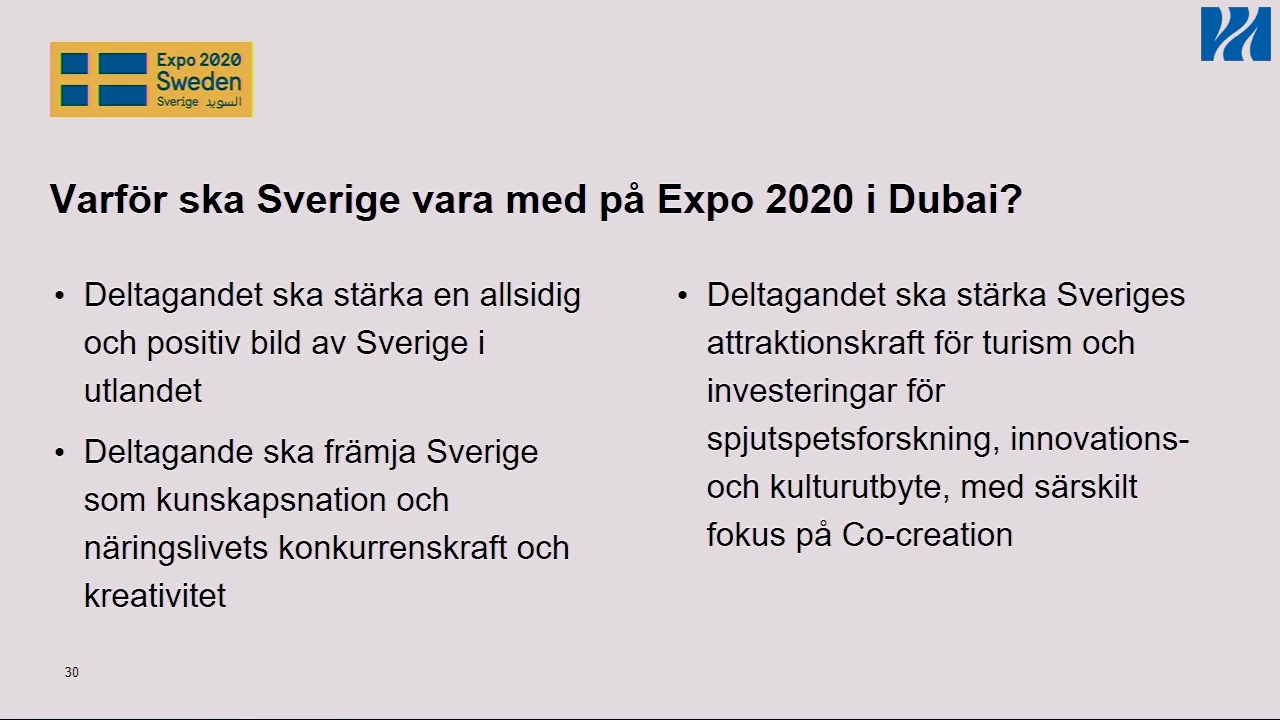 Expo 2020
Sweden
Sverige السويد
Varför ska Sverige vara med på Expo 2020 i Dubai?
• Deltagandet ska stärka en allsidig
och positiv bild av Sverige i
utlandet
• Deltagande ska främja Sverige
som kunskapsnation och
näringslivets konkurrenskraft och
kreativitet
• Deltagandet ska stärka Sveriges
attraktionskraft för turism och
investeringar för
spjutspetsforskning, innovations-
och kulturutbyte, med särskilt
fokus på Co-creation
30